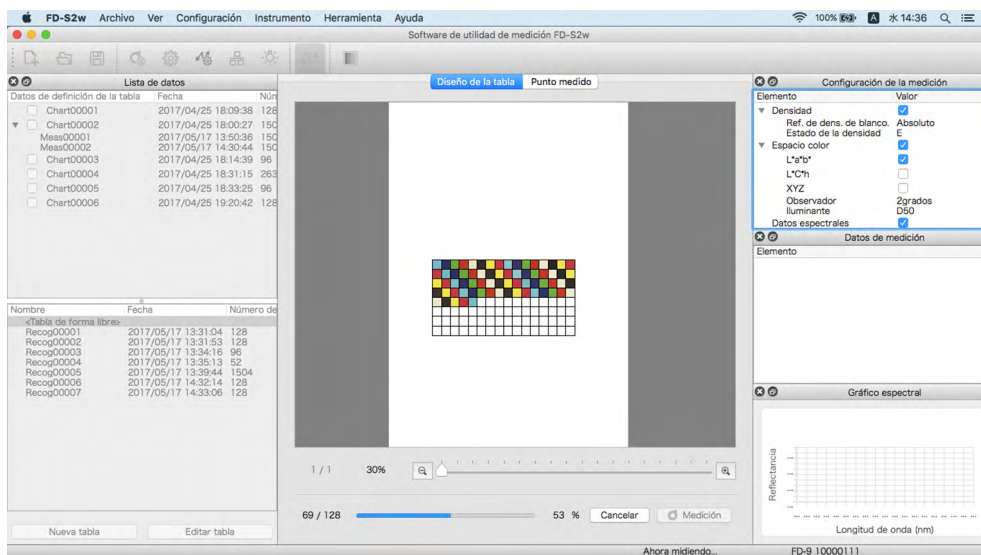 FD-S2w Archivo Ver Configuración Instrumento Herramienta Ayuda 100% A 水14:36
Software de utilidad de medición FD-S2w
Lista de datos
Datos de definición de la tabla Fecha Núm
Chart00001 2017/04/25 18:09:38 128
Chart00002 2017/04/25 18:00:27 150
Meas00001 2017/05/17 13:50:36 150
Meas00002 2017/05/17 14:30:44 150
Chart00003 2017/04/25 18:14:39 96
Chart00004 2017/04/25 18:31:15 263
Chart00005 2017/04/25 18:33:25 96
Chart00006 2017/04/25 19:20:42 128
Nombre Fecha Número de
<Tabla de forma libre>
Recog00001 2017/05/17 13:31:04 128
Recog00002 2017/05/17 13:31:53 128
Recog00003 2017/05/17 13:34:16 96
Recog00004 2017/05/17 13:35:13 52
Recog00005 2017/05/17 13:39:44 1504
Recog00006 2017/05/17 14:32:14 128
Recog00007 2017/05/17 14:33:06 128
Nueva tabla Editar tabla
Diseño de la tabla Punto medido
1 / 1 30%
69 / 128 53 % Cancelar Medición
Configuración de la medición
Elemento Valor
Densidad
Ref. de dens. de blanco. Absoluto
Estado de la densidad E
Espacio color
L*a*b*
L*C*h
XYZ
Observador 2grados
Iluminante D50
Datos espectrales
Datos de medición
Elemento
Gráfico espectral
Reflectancia
Longitud de onda (nm)
Ahora midiendo... FD-9 10000111